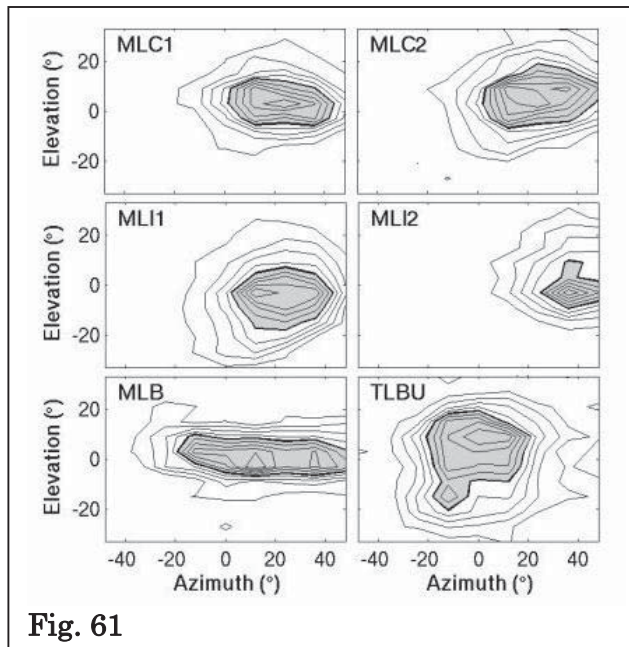 MLC1 MLC2
Elevation (°)
20
0
-20
MLI1 MLI2
Elevation (°)
20
0
-20
MLB TLBU
Elevation (°)
20
0
-20
-40 -20 0 20 40 -40 -20 0 20 40
Azimuth (°) Azimuth (°)
Fig. 61